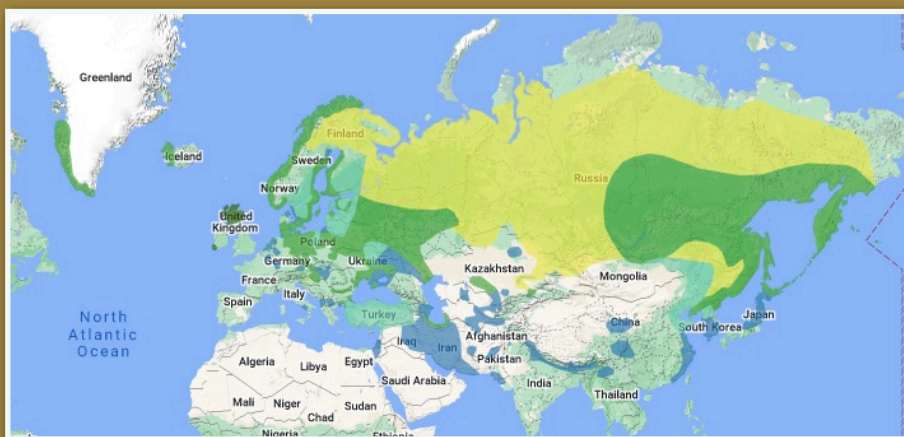 Greenland
Iceland
Finland
Sweden
Norway
Russia
United
Kingdom
Poland
Germany
Ukraine
France
Kazakhstan
Mongolia
Italy
Spain
Turkey
North
Atlantic
Ocean
Japan
China
South Korea
Afghanistan
Iraq
Iran
Algeria
Libya
Egypt
Pakistan
Saudi Arabia
India
Mali
Niger
Sudan
Thailand
Chad
Nigeria
Ethiopia